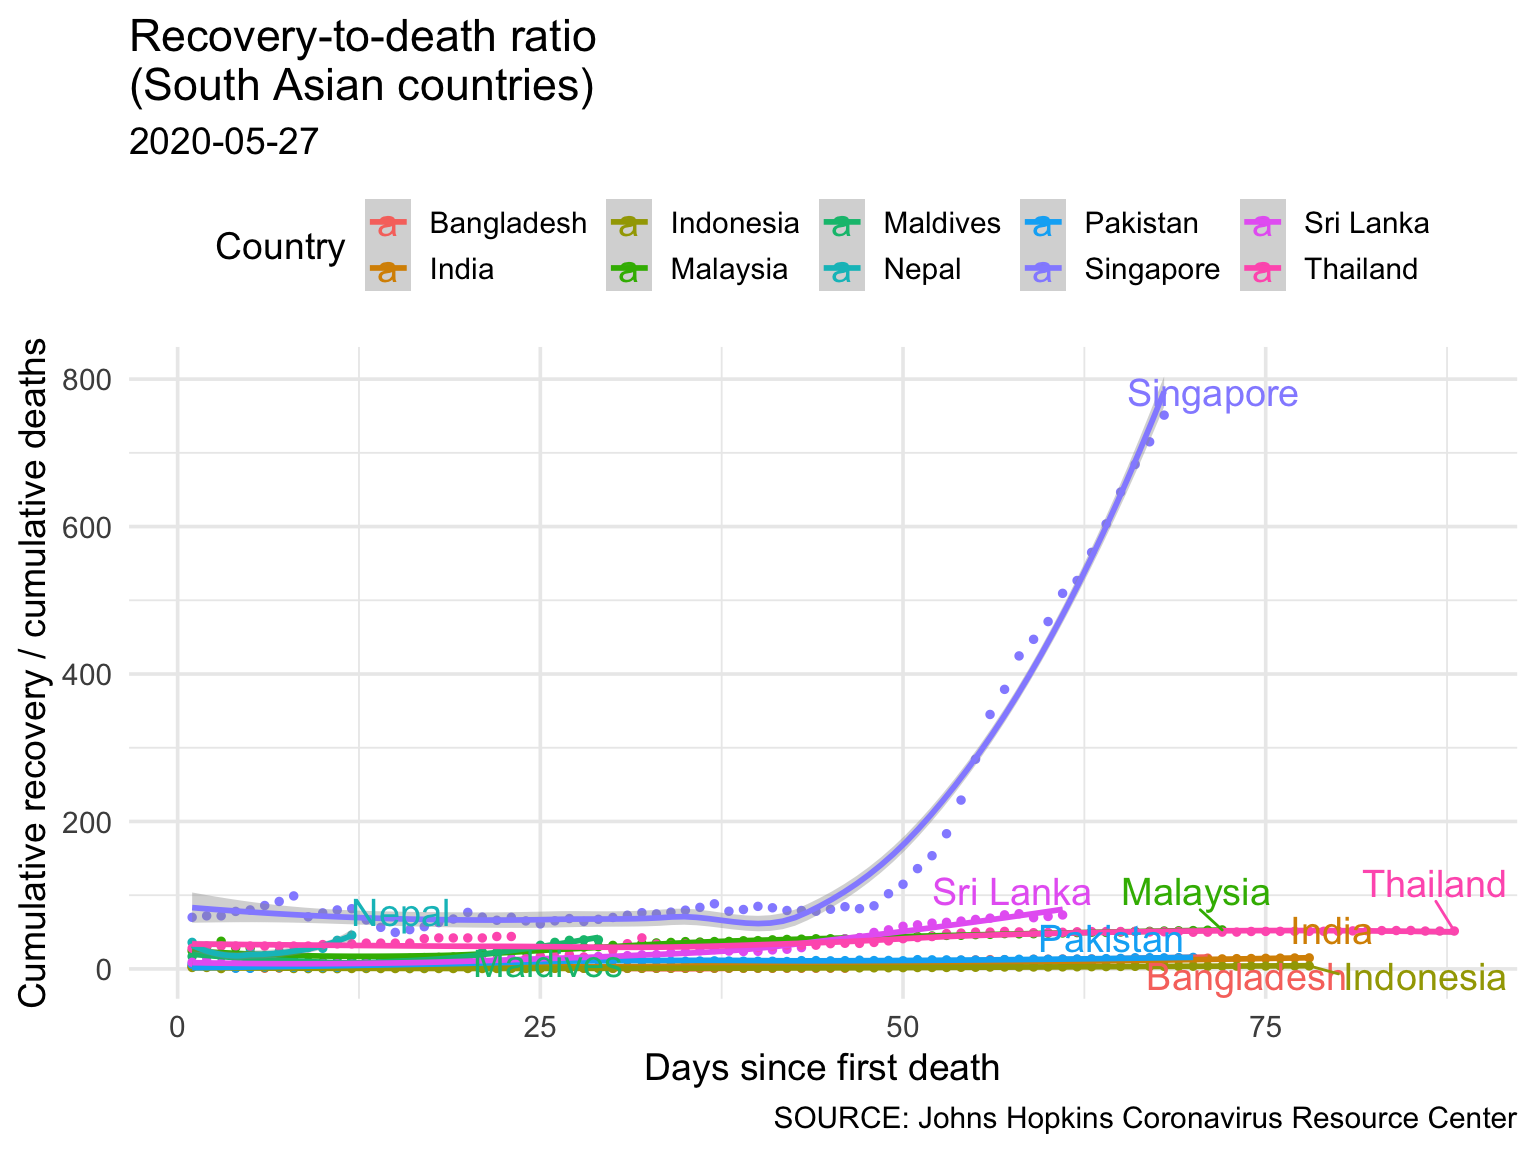 Recovery-to-death ratio
(South Asian countries)
2020-05-27
Country
a Bangladesh a Indonesia a Maldives a Pakistan a Sri Lanka
a India a Malaysia a Nepal a Singapore a Thailand
Cumulative recovery / cumulative deaths
800
600
400
200
0
Singapore
Sri Lanka
Malaysia
Thailand
Nepal
Pakistan
India
Maldives
Bangladesh
Indonesia
0 25 50 75
Days since first death
SOURCE: Johns Hopkins Coronavirus Resource Center